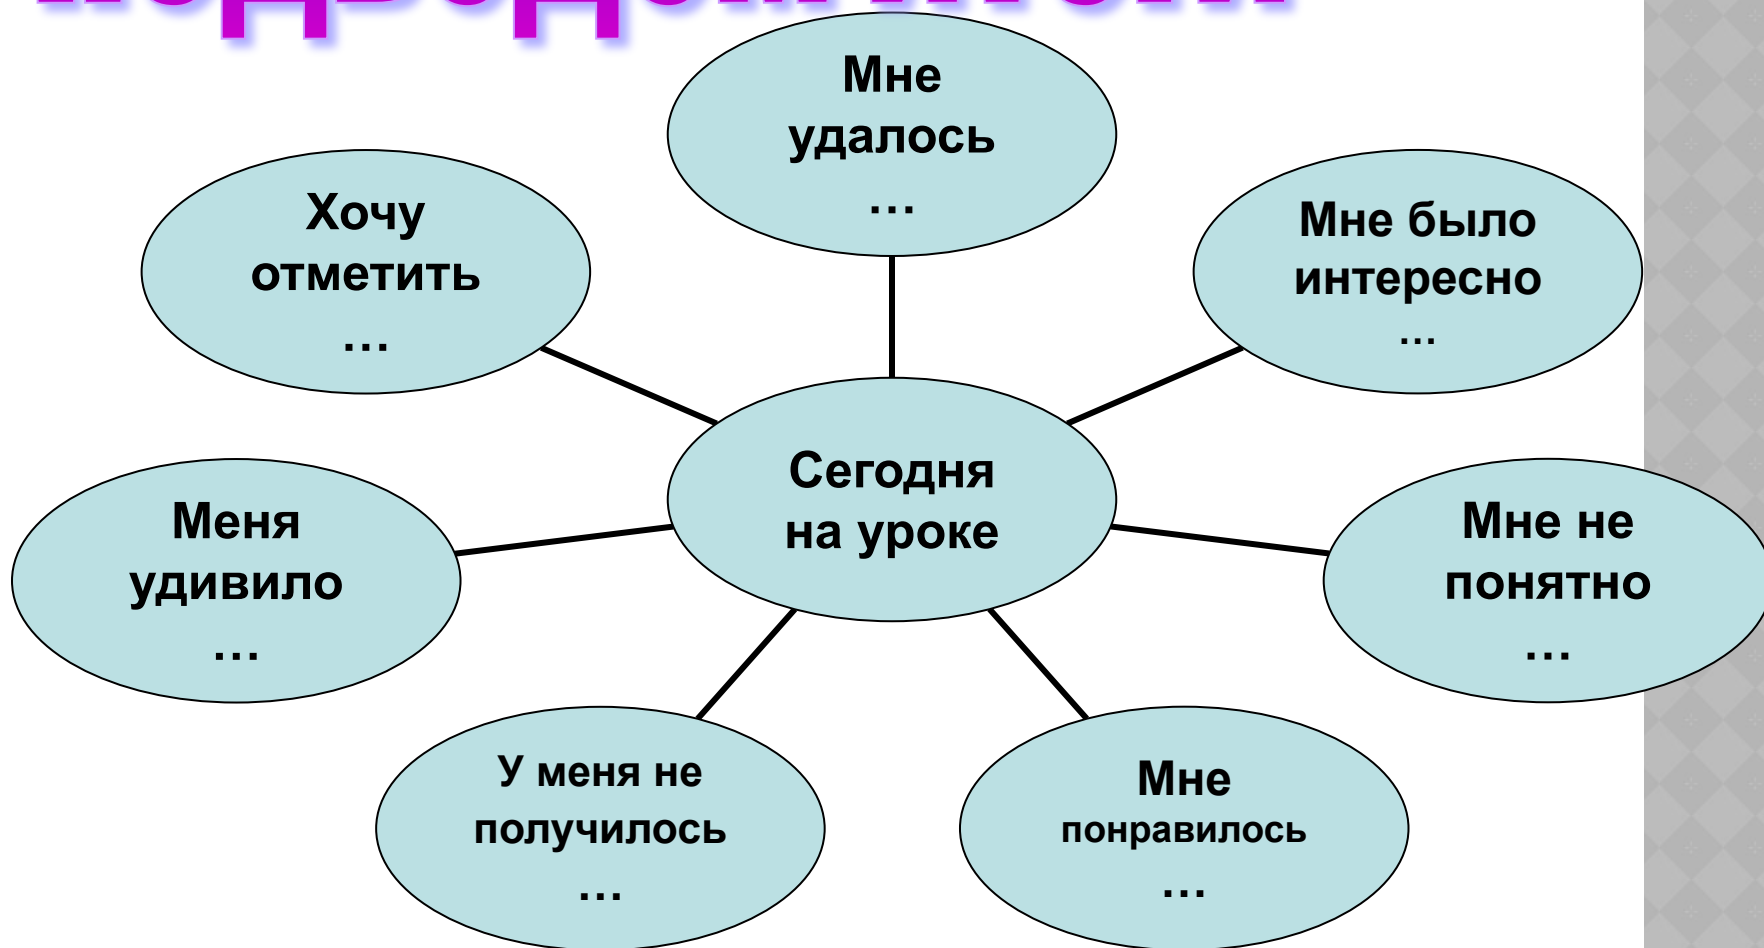 Мне
удалось
…
Хочу
отметить
…
Мне было
интересно
…
Сегодня
на уроке
Меня
удивило
…
Мне не
понятно
…
У меня не
получилось
…
Мне
понравилось
…